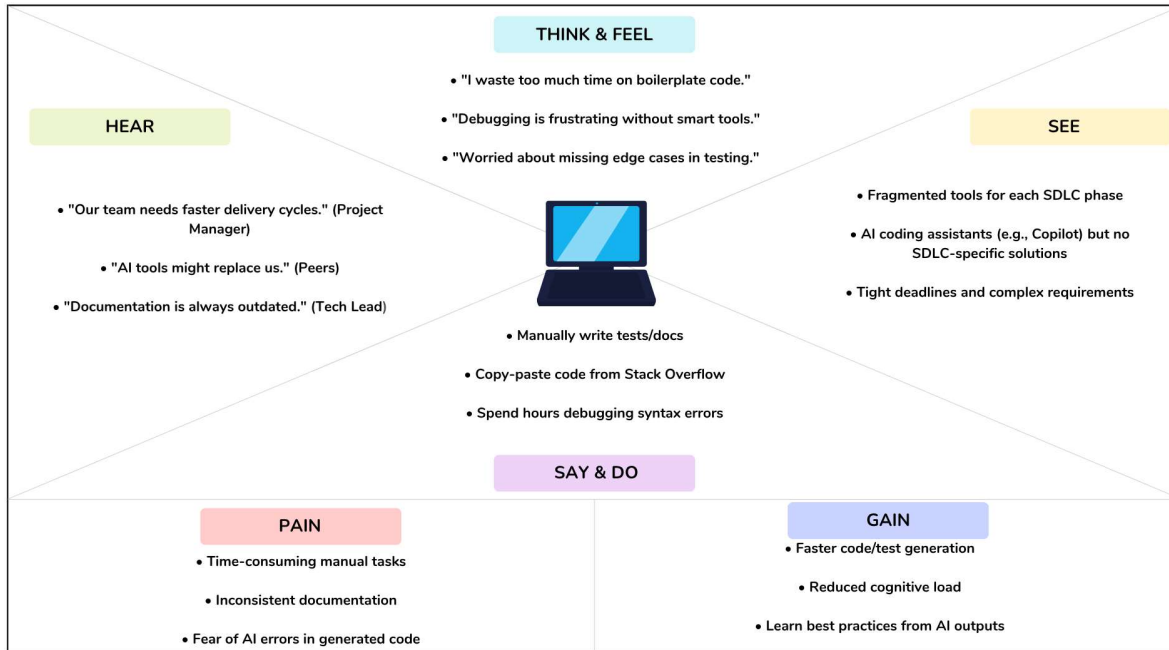 THINK & FEEL
• "I waste too much time on boilerplate code."
• "Debugging is frustrating without smart tools."
• "Worried about missing edge cases in testing."
HEAR
• "Our team needs faster delivery cycles." (Project
Manager)
• "AI tools might replace us." (Peers)
• "Documentation is always outdated." (Tech Lead)
SEE
• Fragmented tools for each SDLC phase
• AI coding assistants (e.g., Copilot) but no
SDLC-specific solutions
• Tight deadlines and complex requirements
• Manually write tests/docs
• Copy-paste code from Stack Overflow
• Spend hours debugging syntax errors
SAY & DO
PAIN
• Time-consuming manual tasks
• Inconsistent documentation
• Fear of AI errors in generated code
GAIN
• Faster code/test generation
• Reduced cognitive load
• Learn best practices from AI outputs